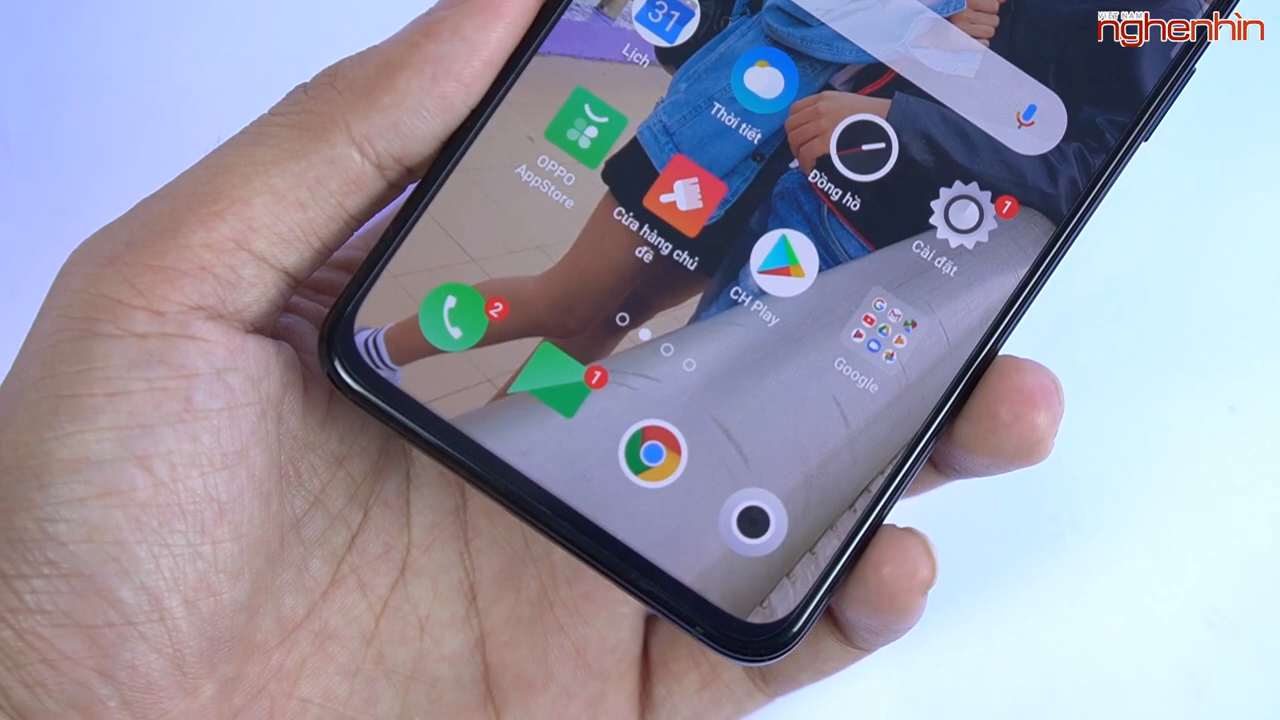 VIET NAM
nghenhìn
31
Lịch
Thời tiết
Đồng hồ
Cài đặt
1
OPPO
AppStore
Cửa hàng chủ
đề
CH Play
Google
2
1